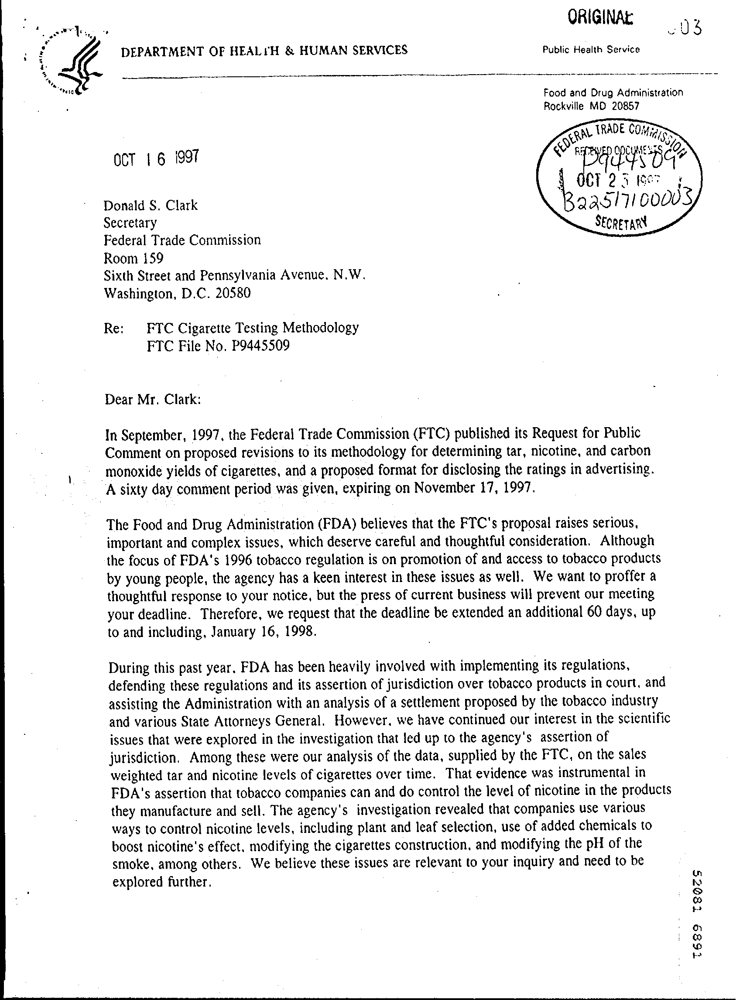 ORIGINAL
03
DEPARTMENT OF HEALTH & HUMAN SERVICES
Public Health Service
Food and Drug Administration
Rockville MD 20857
FEDERAL TRADE COMMISSION
RECEIVED DOCUMENTS
P944509
OCT 23 1997
B22517100003
SECRETARY
OCT 16 1997
Donald S. Clark
Secretary
Federal Trade Commission
Room 159
Sixth Street and Pennsylvania Avenue, N.W.
Washington, D.C. 20580
Re: FTC Cigarette Testing Methodology
FTC File No. P9445509
Dear Mr. Clark:
In September, 1997, the Federal Trade Commission (FTC) published its Request for Public
Comment on proposed revisions to its methodology for determining tar, nicotine, and carbon
monoxide yields of cigarettes, and a proposed format for disclosing the ratings in advertising.
A sixty day comment period was given, expiring on November 17, 1997.
The Food and Drug Administration (FDA) believes that the FTC's proposal raises serious,
important and complex issues, which deserve careful and thoughtful consideration. Although
the focus of FDA's 1996 tobacco regulation is on promotion of and access to tobacco products
by young people, the agency has a keen interest in these issues as well. We want to proffer a
thoughtful response to your notice, but the press of current business will prevent our meeting
your deadline. Therefore, we request that the deadline be extended an additional 60 days, up
to and including, January 16, 1998.
During this past year, FDA has been heavily involved with implementing its regulations,
defending these regulations and its assertion of jurisdiction over tobacco products in court, and
assisting the Administration with an analysis of a settlement proposed by the tobacco industry
and various State Attorneys General. However, we have continued our interest in the scientific
issues that were explored in the investigation that led up to the agency's assertion of
jurisdiction. Among these were our analysis of the data, supplied by the FTC, on the sales
weighted tar and nicotine levels of cigarettes over time. That evidence was instrumental in
FDA's assertion that tobacco companies can and do control the level of nicotine in the products
they manufacture and sell. The agency's investigation revealed that companies use various
ways to control nicotine levels, including plant and leaf selection, use of added chemicals to
boost nicotine's effect, modifying the cigarettes construction, and modifying the pH of the
smoke, among others. We believe these issues are relevant to your inquiry and need to be
explored further.
52081 6891